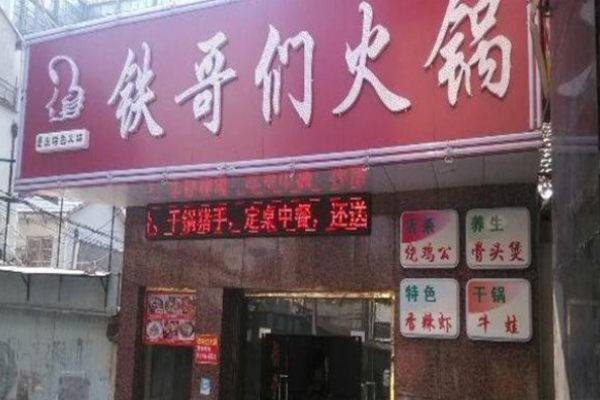 铁哥们火锅
、干锅猪手,定桌中餐,还送
烧鸡公
养生
骨头煲
特色
香辣虾
干锅
牛蛙